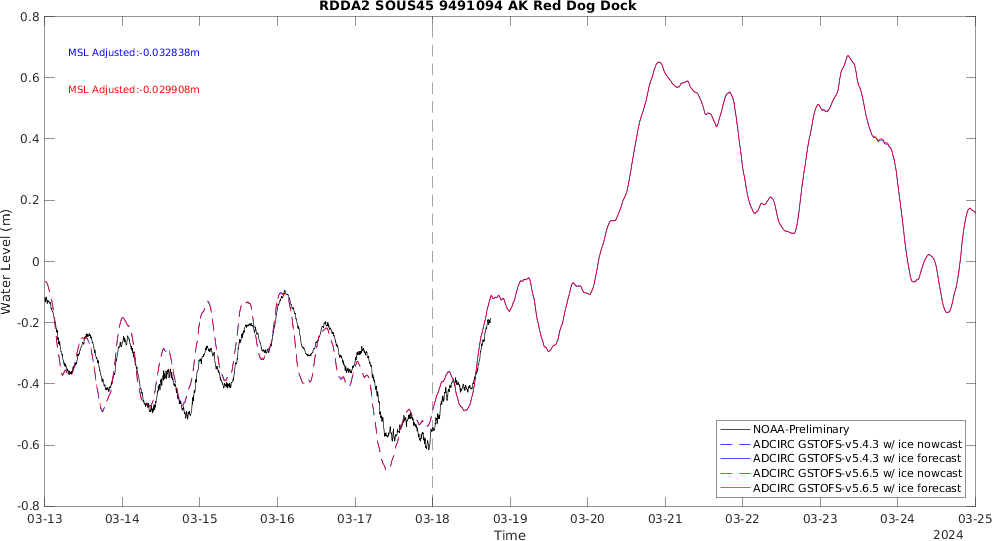 RDDA2 SOUS45 9491094 AK Red Dog Dock
MSL Adjusted:-0.032838m
MSL Adjusted:-0.029908m
Water Level (m)
0.8
0.6
0.4
0.2
0
-0.2
-0.4
-0.6
-0.8
NOAA-Preliminary
ADCIRC GSTOFS-v5.4.3 w/ ice nowcast
ADCIRC GSTOFS-v5.4.3 w/ ice forecast
ADCIRC GSTOFS-v5.6.5 w/ ice nowcast
ADCIRC GSTOFS-v5.6.5 w/ ice forecast
03-13 03-14 03-15 03-16 03-17 03-18 03-19 03-20 03-21 03-22 03-23 03-24 03-25
Time
2024